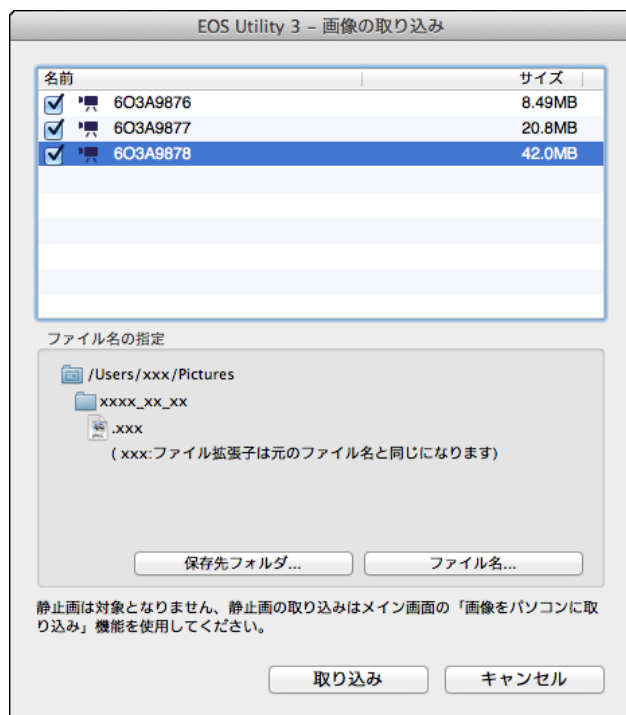 EOS Utility 3 – 画像の取り込み
名前 サイズ
6O3A9876 8.49MB
6O3A9877 20.8MB
6O3A9878 42.0MB
ファイル名の指定
/Users/xxx/Pictures
xxxx_xx_xx
.xxx
( xxx:ファイル拡張子は元のファイル名と同じになります)
保存先フォルダ... ファイル名...
静止画は対象となりません、静止画の取り込みはメイン画面の「画像をパソコンに取
り込み」機能を使用してください。
取り込み キャンセル